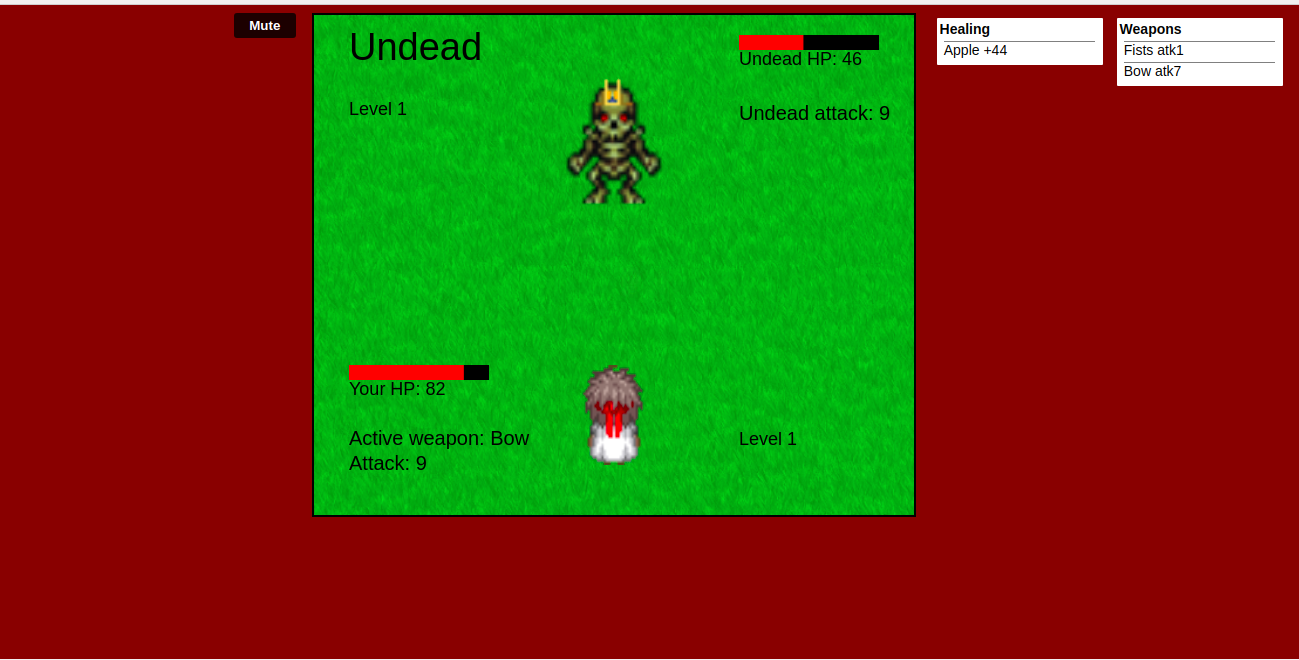 Mute
Undead
Undead HP: 46
Level 1
Undead attack: 9
Your HP: 82
Active weapon: Bow
Attack: 9
Level 1
Healing
Apple +44
Weapons
Fists atk1
Bow atk7